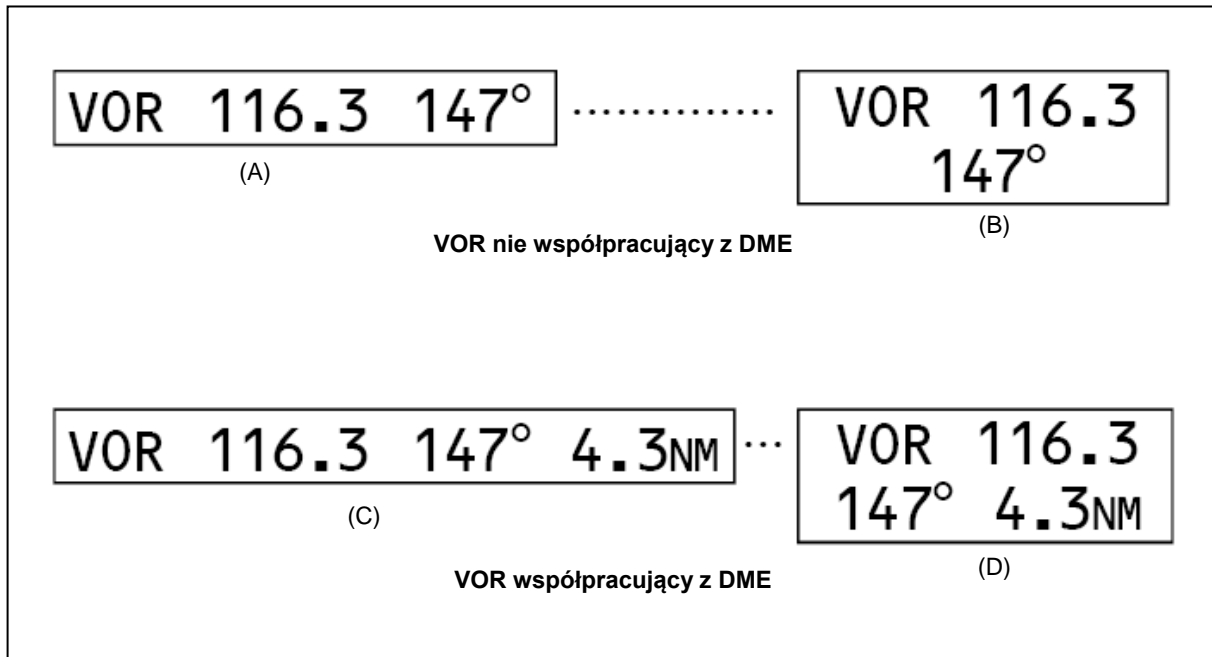 VOR 116.3 147° ..............
(A)
VOR 116.3
147°
(B)
VOR nie współpracujący z DME
VOR 116.3 147° 4.3NM ...
(C)
VOR 116.3
147° 4.3NM
(D)
VOR współpracujący z DME